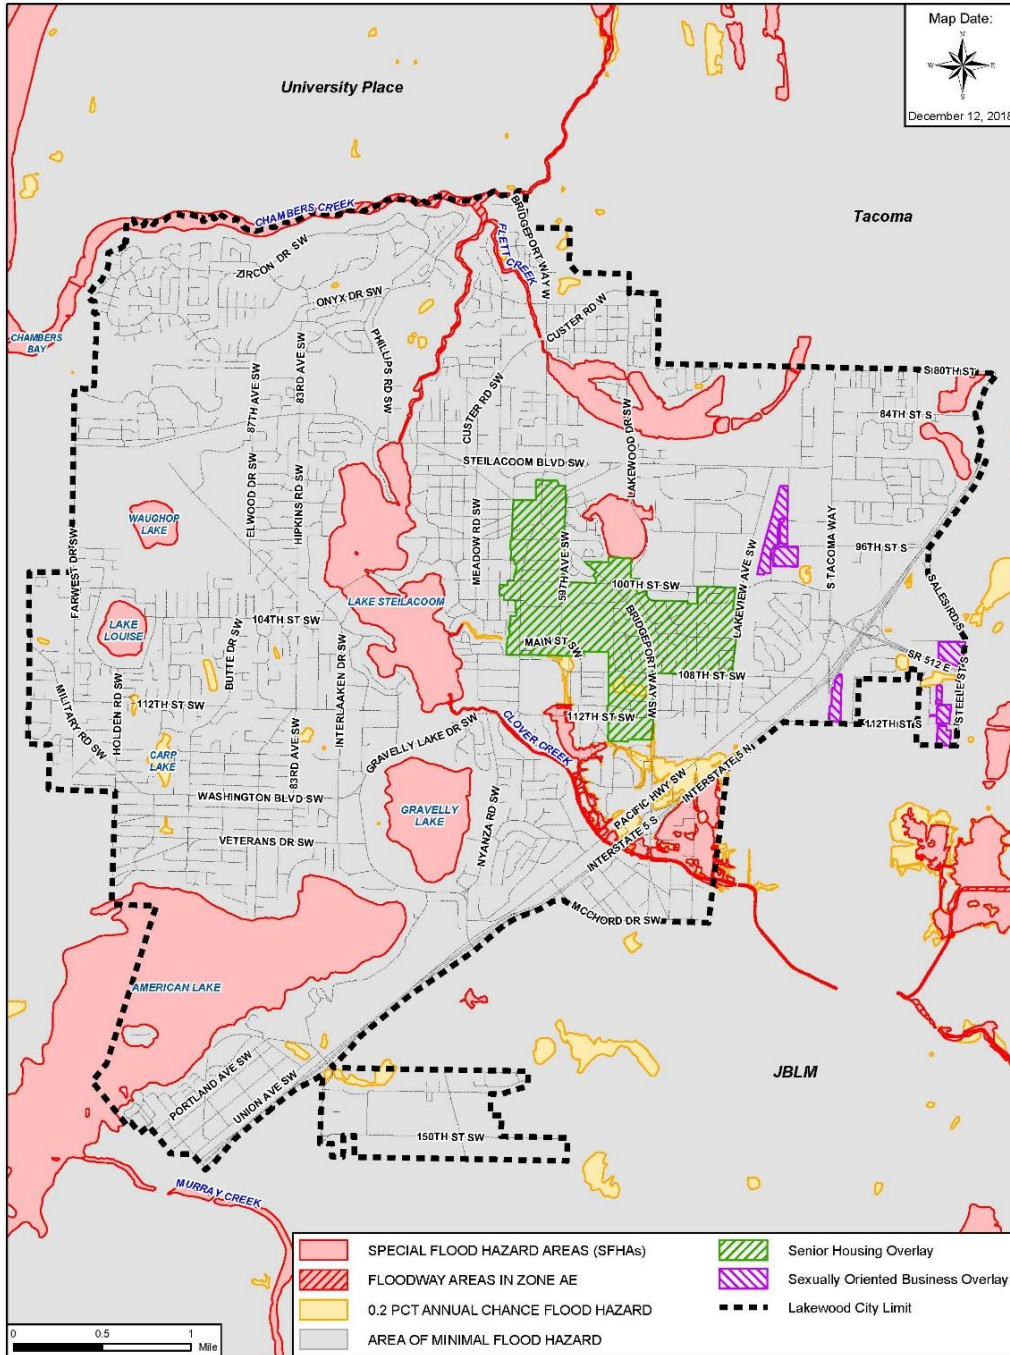 Map Date:
N
W
E
S
December 12, 2018
University Place
Tacoma
CHAMBERS CREEK
FLETT CREEK
BRIDGEPORT WAY W
ZIRCON DR SW
ONYX DR SW
CUSTER RD W
CHAMBERS
BAY
PHILLIPS RD SW
83RD AVE SW
87TH AVE SW
CUSTER RD SW
LAKEWOOD DR SW
S 80TH ST
84TH ST S
STEILACOOM BLVD SW
ELWOOD DR SW
HIPKINS RD SW
MEADOW RD SW
59TH AVE SW
WAUGHOP
LAKE
FARWEST DR SW
LAKEVIEW AVE SW
S TACOMA WAY
96TH ST S
100TH ST SW
SALES RD S
LAKE STEILACOOM
LAKE
LOUISE
104TH ST SW
BRIDGEPORT WAY SW
MAIN ST SW
BUTTE DR SW
INTERLAAKEN DR SW
108TH ST SW
SR 512 E
STEELE ST S
MILITARY RD SW
HOLDEN RD SW
112TH ST SW
83RD AVE SW
GRAVELLY LAKE DR SW
CLOVER CREEK
112TH ST SW
112TH ST S
CARP
LAKE
WASHINGTON BLVD SW
GRAVELLY
LAKE
NYANZA RD SW
PACIFIC HWY SW
INTERSTATE 5 N
INTERSTATE 5 S
VETERANS DR SW
MCCHORD DR SW
AMERICAN LAKE
PORTLAND AVE SW
UNION AVE SW
JBLM
150TH ST SW
MURRAY CREEK
SPECIAL FLOOD HAZARD AREAS (SFHAs)
FLOODWAY AREAS IN ZONE AE
0.2 PCT ANNUAL CHANCE FLOOD HAZARD
AREA OF MINIMAL FLOOD HAZARD
Senior Housing Overlay
Sexually Oriented Business Overlay
Lakewood City Limit
0
0.5
1
Mile